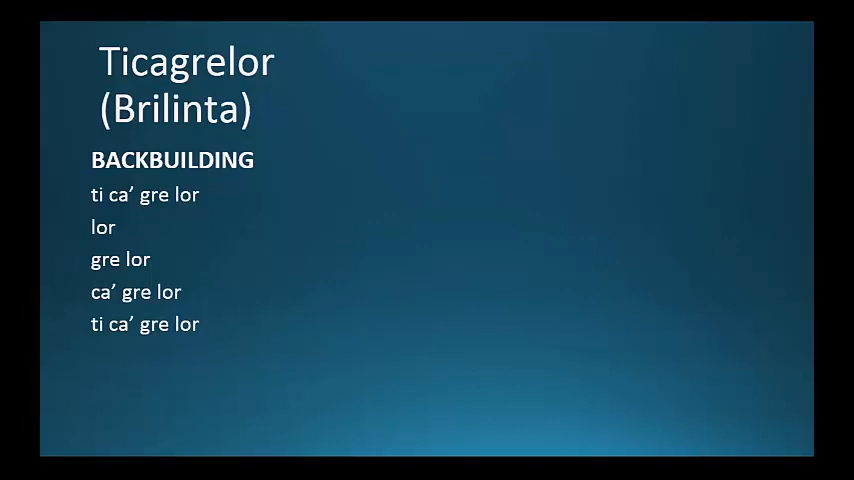 Ticagrelor
(Brilinta)
BACKBUILDING
ti ca’ gre lor
lor
gre lor
ca’ gre lor
ti ca’ gre lor